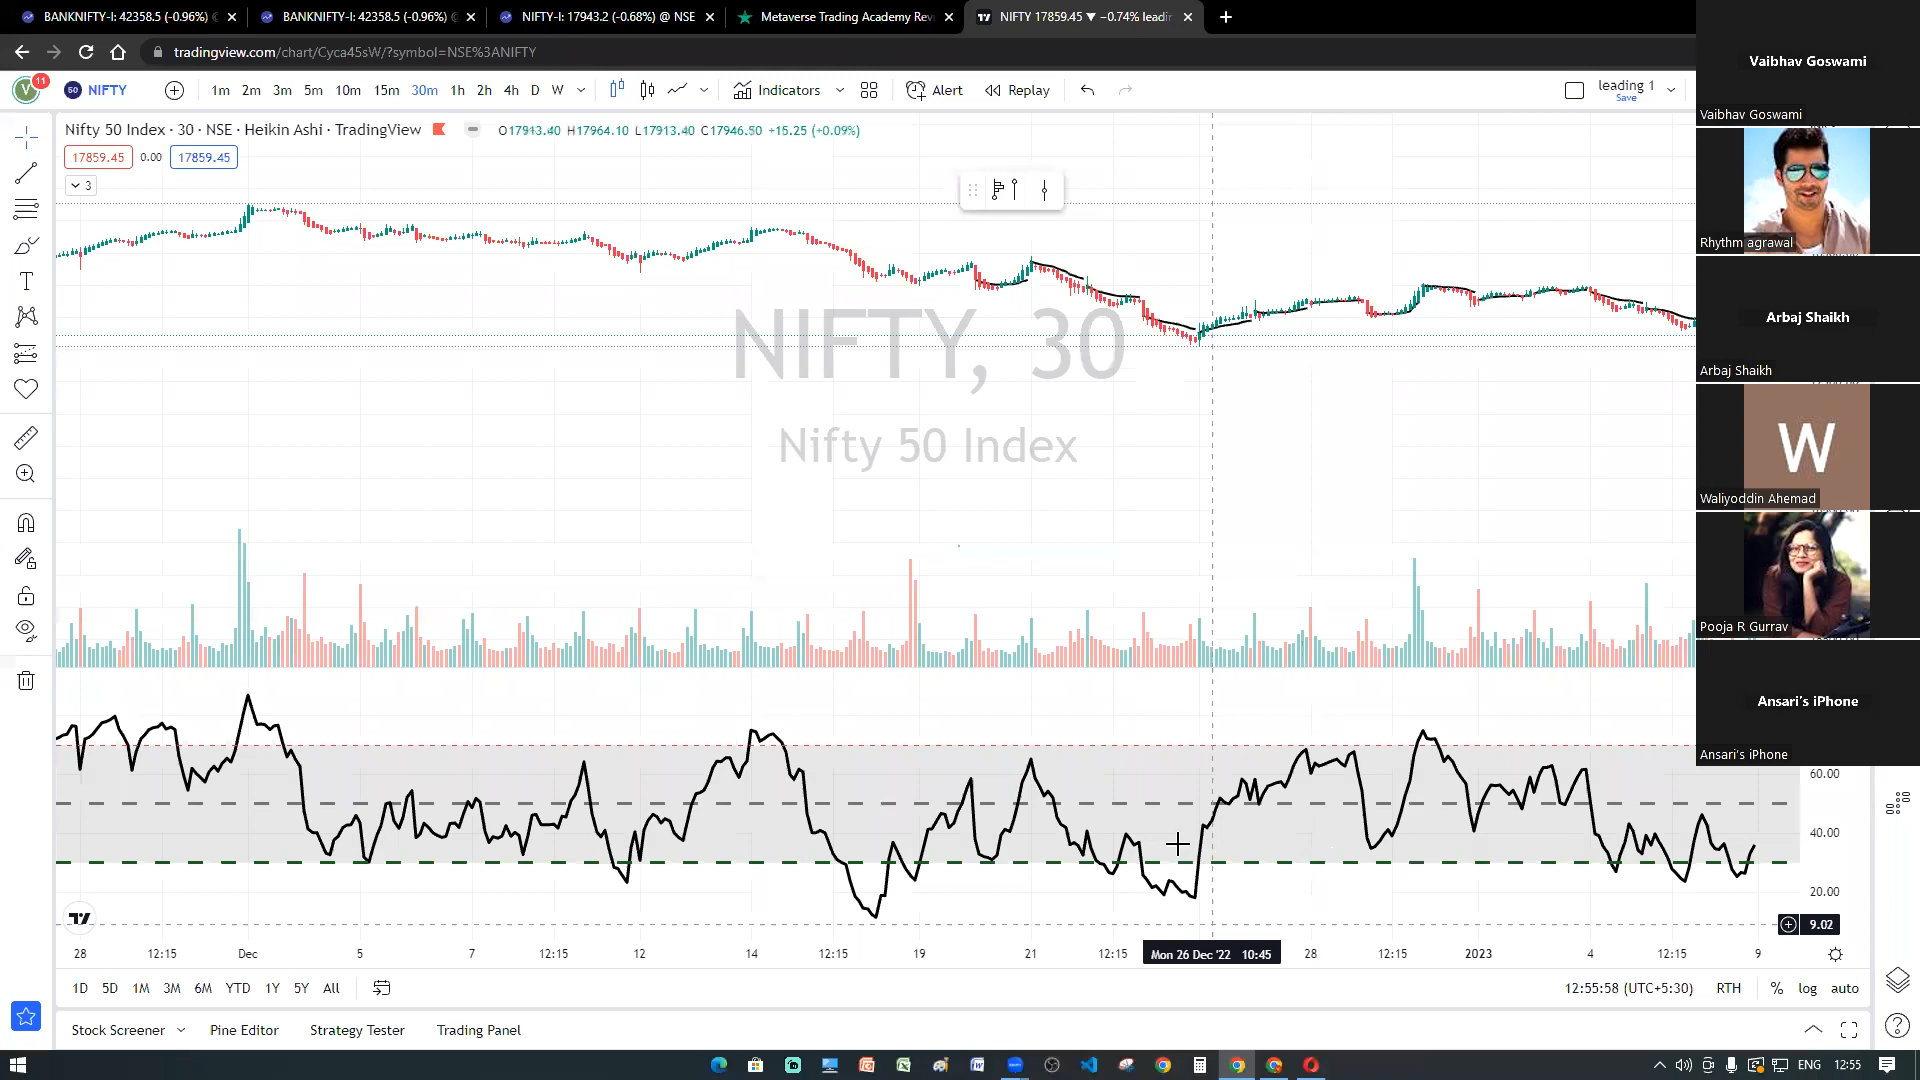 BANKNIFTY-I: 42358.5 (-0.96%)
BANKNIFTY-I: 42358.5 (-0.96%)
NIFTY-I: 17943.2 (-0.68%) @ NSE
Metaverse Trading Academy Rev
NIFTY 17859.45 ▼ −0.74% leadi
tradingview.com/chart/Cyca45sW/?symbol=NSE%3ANIFTY
V
11
50
NIFTY
1m 2m 3m 5m 10m 15m 30m 1h 2h 4h D W
Indicators
Alert
Replay
leading 1
Save
Nifty 50 Index · 30 · NSE · Heikin Ashi · TradingView
O17913.40 H17964.10 L17913.40 C17946.50 +15.25 (+0.09%)
17859.45 0.00 17859.45
3
NIFTY, 30
Nifty 50 Index
60.00
40.00
20.00
9.02
28 12:15 Dec 5 7 12:15 12 14 12:15 19 21 12:15 Mon 26 Dec '22 10:45 28 12:15 2023 4 12:15 9
1D 5D 1M 3M 6M YTD 1Y 5Y All
12:55:58 (UTC+5:30) RTH % log auto
Stock Screener Pine Editor Strategy Tester Trading Panel
ENG 12:55
Vaibhav Goswami
Vaibhav Goswami
Rhythm agrawal
Arbaj Shaikh
Arbaj Shaikh
W
Waliyoddin Ahemad
Pooja R Gurrav
Ansari's iPhone
Ansari's iPhone